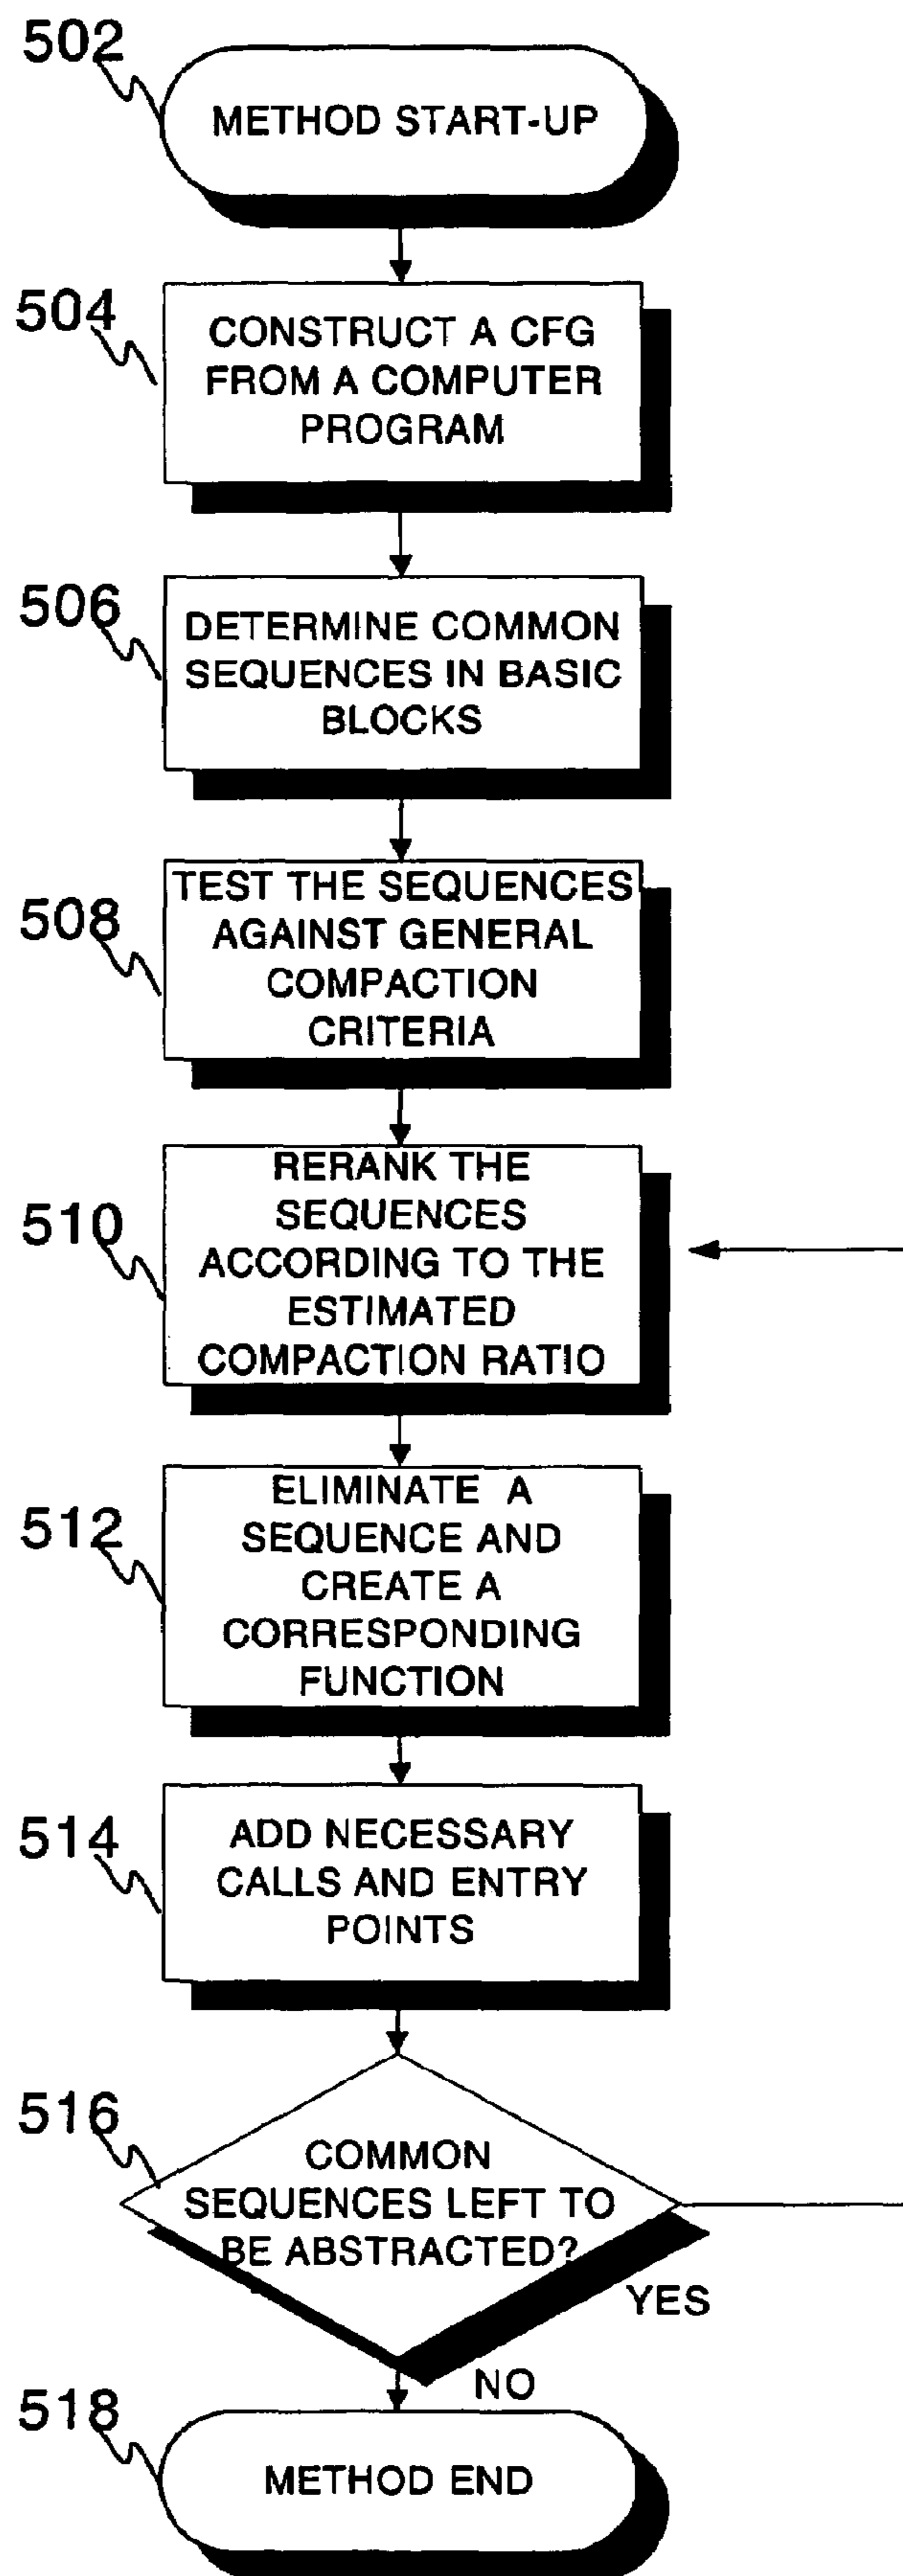 502
METHOD START-UP
504
CONSTRUCT A CFG
FROM A COMPUTER
PROGRAM
506
DETERMINE COMMON
SEQUENCES IN BASIC
BLOCKS
508
TEST THE SEQUENCES
AGAINST GENERAL
COMPACTION
CRITERIA
510
RERANK THE
SEQUENCES
ACCORDING TO THE
ESTIMATED
COMPACTION RATIO
512
ELIMINATE A
SEQUENCE AND
CREATE A
CORRESPONDING
FUNCTION
514
ADD NECESSARY
CALLS AND ENTRY
POINTS
516
COMMON
SEQUENCES LEFT TO
BE ABSTRACTED?
YES
NO
518
METHOD END